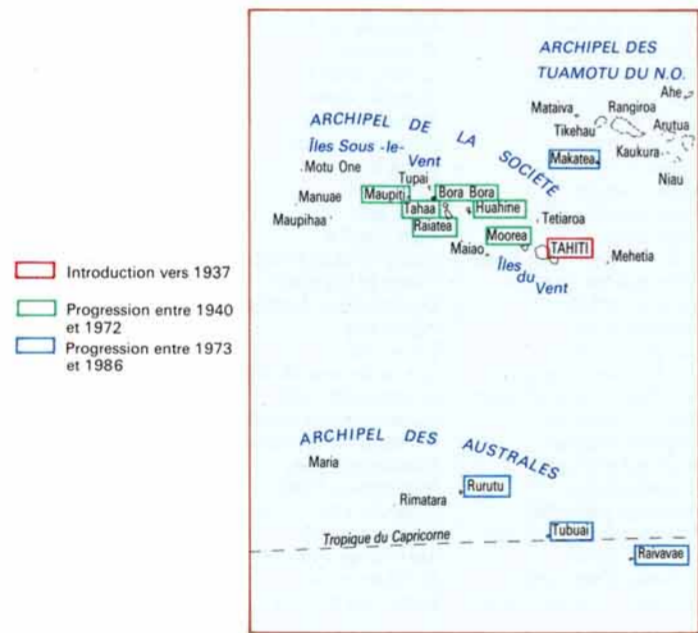 ARCHIPEL DES
TUAMOTU DU N.O.
Ahe
Mataiva
Rangiroa
Tikehau
Arutua
Makatea
Kaukura
Niau
ARCHIPEL DE LA SOCIÉTÉ
Îles Sous-le-
Vent
Motu One
Tupai
Manuae
Maupiti
Bora Bora
Tahaa
Huahine
Maupihaa
Raiatea
Tetiaroa
Moorea
Maiao
TAHITI
Mehetia
Îles
du
Vent
Introduction vers 1937
Progression entre 1940
et 1972
Progression entre 1973
et 1986
ARCHIPEL DES AUSTRALES
Maria
Rurutu
Rimatara
Tropique du Capricorne
Tubuai
Raivavae